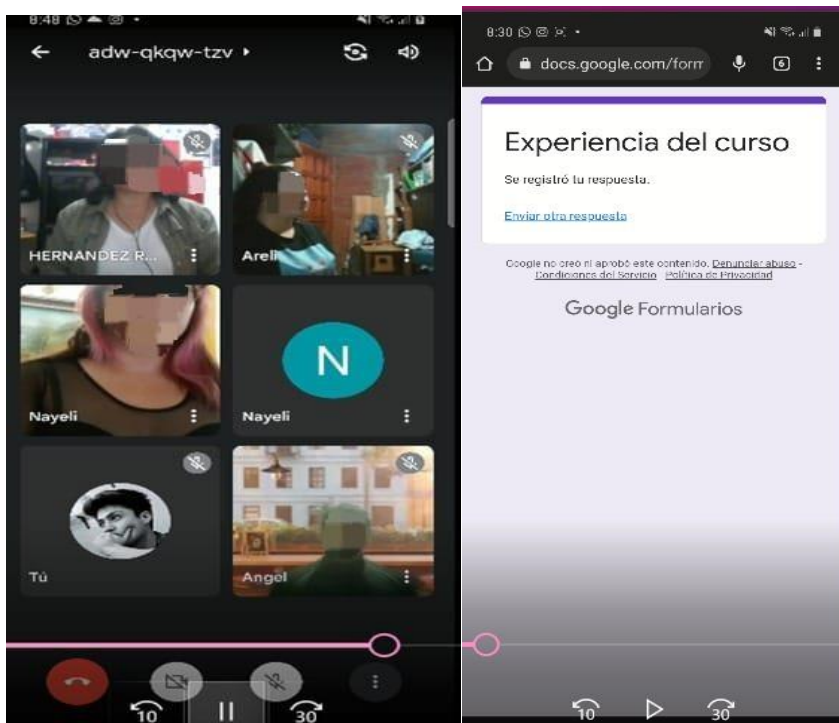 8:48
adw-qkqw-tzv
HERNANDEZ R...
Areli
Nayeli
N
Nayeli
Tú
Angel
10
30
8:30
docs.google.com/form
6
Experiencia del curso
Se registró tu respuesta.
Enviar otra respuesta
Google no creó ni aprobó este contenido. Denunciar abuso -
Condiciones del Servicio Política de Privacidad
Google Formularios
10
30